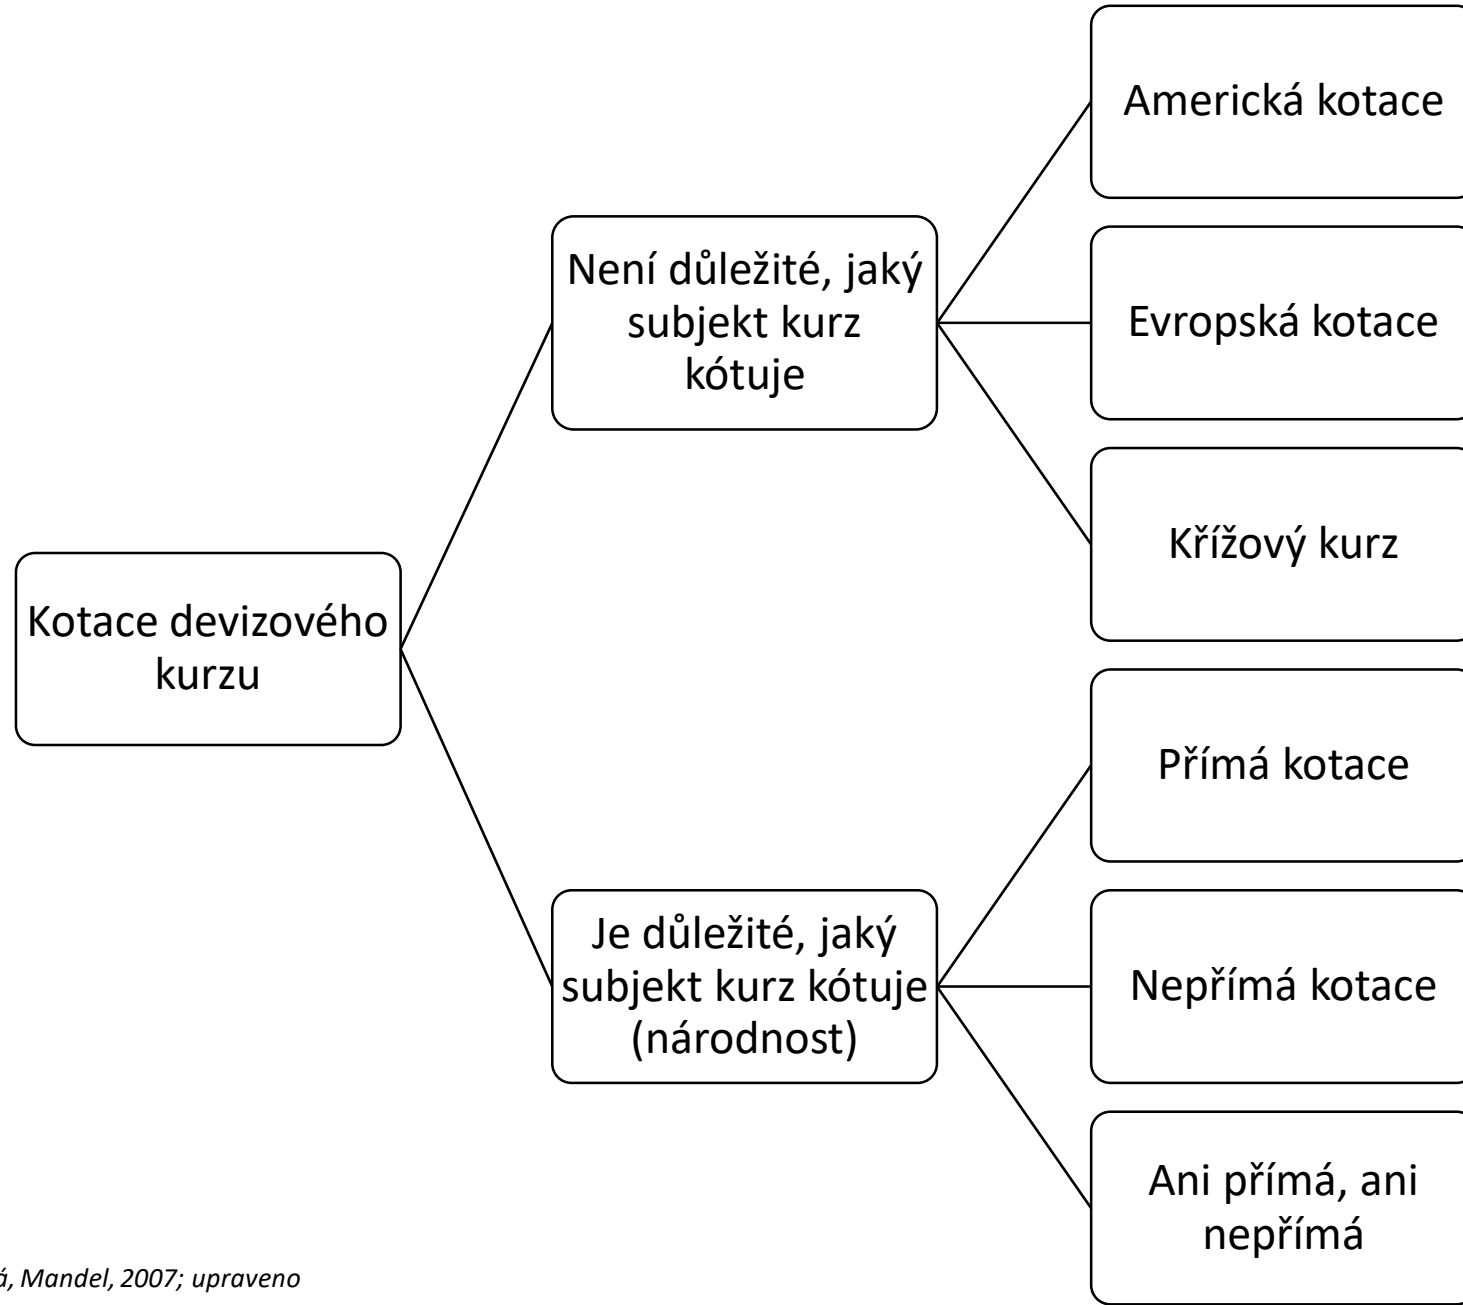 Kotace devizového
kurzu
Není důležité, jaký
subjekt kurz
kótuje
Americká kotace
Evropská kotace
Křížový kurz
Je důležité, jaký
subjekt kurz kótuje
(národnost)
Přímá kotace
Nepřímá kotace
Ani přímá, ani
nepřímá
Mandel, 2007; upraveno